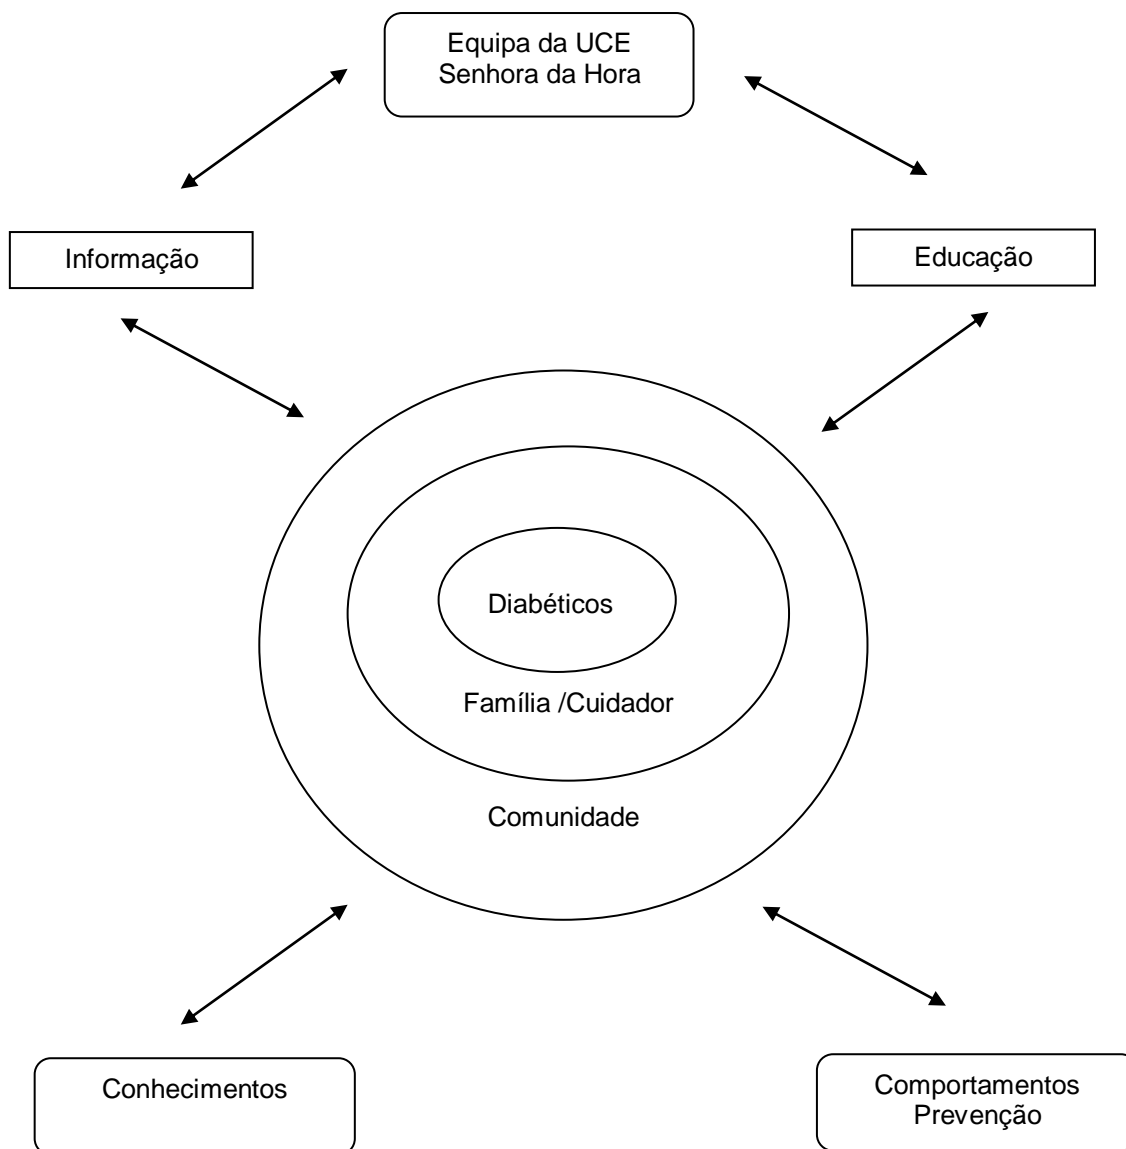 Equipa da UCE
Senhora da Hora
Informação
Educação
Diabéticos
Família /Cuidador
Comunidade
Conhecimentos
Comportamentos
Prevenção